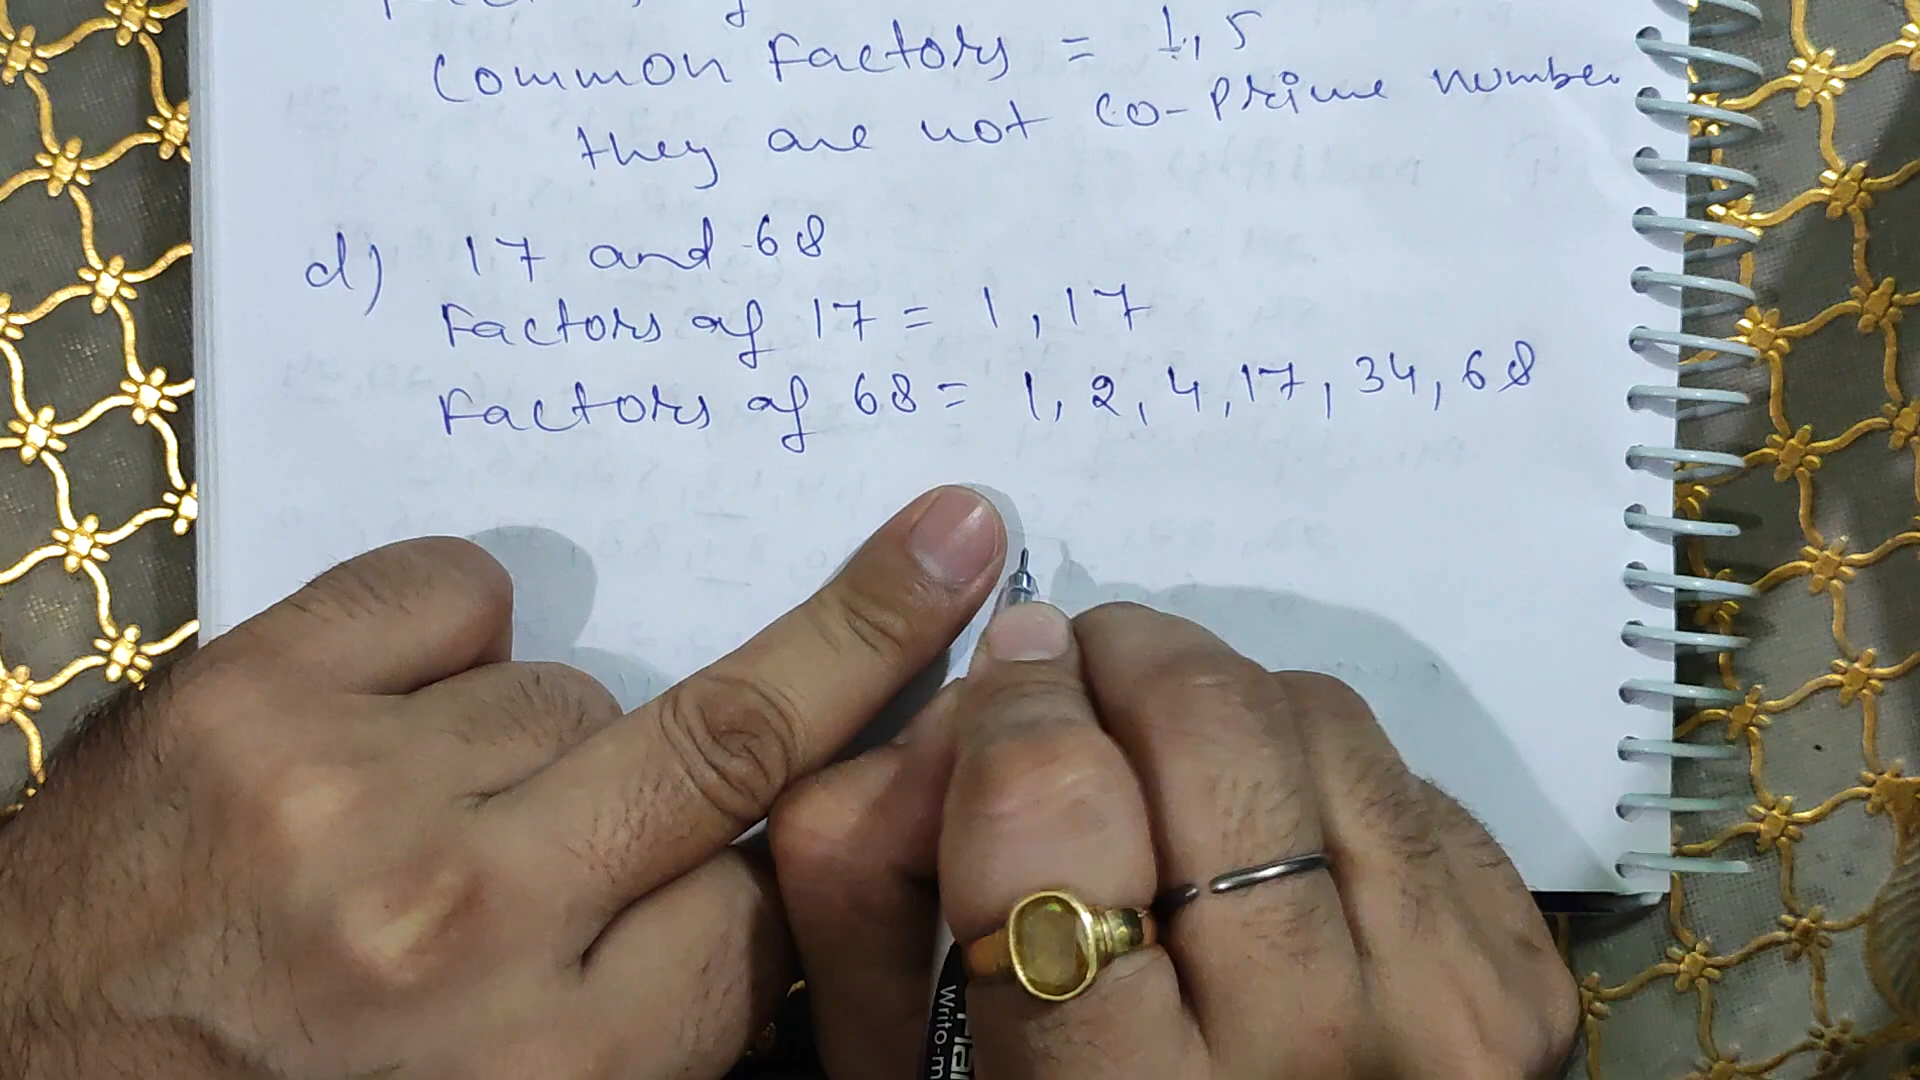 Common Factors = 1, 5
they are not co-prime number
d) 17 and 68
Factors of 17 = 1, 17
Factors of 68 = 1, 2, 4, 17, 34, 68
Writo-m